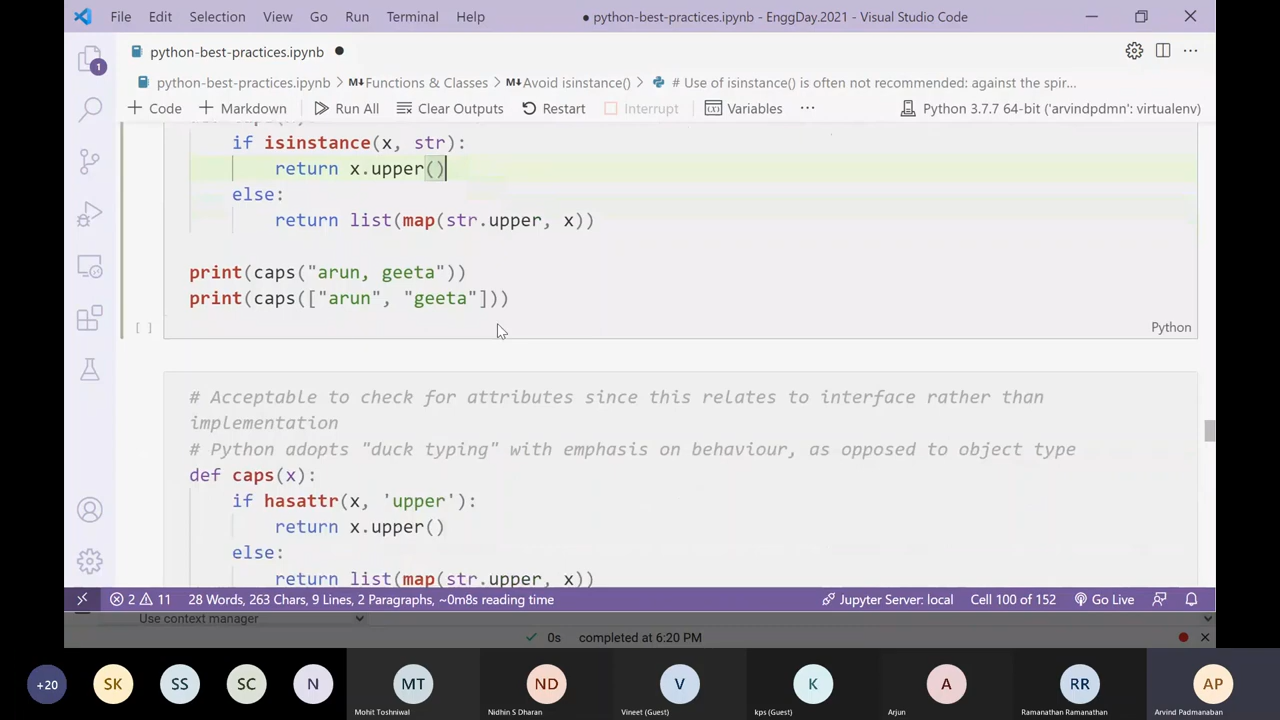 File Edit Selection View Go Run Terminal Help ● python-best-practices.ipynb - EnggDay.2021 - Visual Studio Code
python-best-practices.ipynb ●
python-best-practices.ipynb > M↓Functions & Classes > M↓Avoid isinstance() > # Use of isinstance() is often not recommended: against the spir...
+ Code + Markdown Run All Clear Outputs Restart Interrupt Variables ··· Python 3.7.7 64-bit ('arvindpdmn': virtualenv)
1
if isinstance(x, str):
return x.upper()
else:
return list(map(str.upper, x))
print(caps("arun, geeta"))
print(caps(["arun", "geeta"]))
[ ] Python
# Acceptable to check for attributes since this relates to interface rather than
implementation
# Python adopts "duck typing" with emphasis on behaviour, as opposed to object type
def caps(x):
if hasattr(x, 'upper'):
return x.upper()
else:
return list(map(str.upper, x))
2 11 28 Words, 263 Chars, 9 Lines, 2 Paragraphs, ~0m8s reading time Jupyter Server: local Cell 100 of 152 Go Live
Use context manager
0s completed at 6:20 PM
+20 SK SS SC N MT ND V K A RR AP
Mohit Toshniwal Nidhin S Dharan Vineet (Guest) kps (Guest) Arjun Ramanathan Ramanathan Arvind Padmanaban